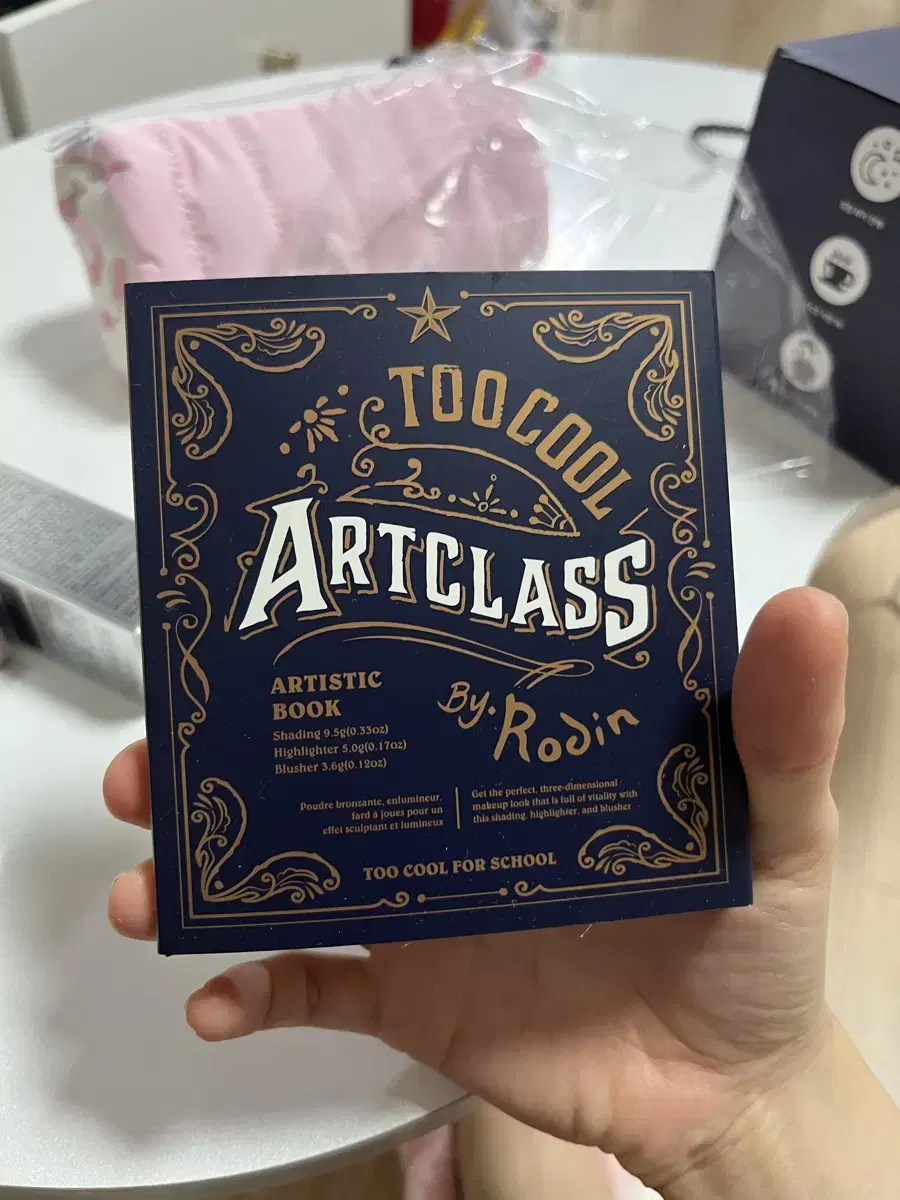 TOO COOL
ARTCLASS
ARTISTIC
BOOK
Shading 9.5g(0.33oz)
Highlighter 5.0g(0.17oz)
Blusher 3.6g(0.12oz)
By. Rodin
Poudre bronzante, enlumineur,
fard à joues pour un
effet sculptant et lumineux
Get the perfect, three-dimensional
makeup look that is full of vitality with
this shading, highlighter, and blusher
TOO COOL FOR SCHOOL